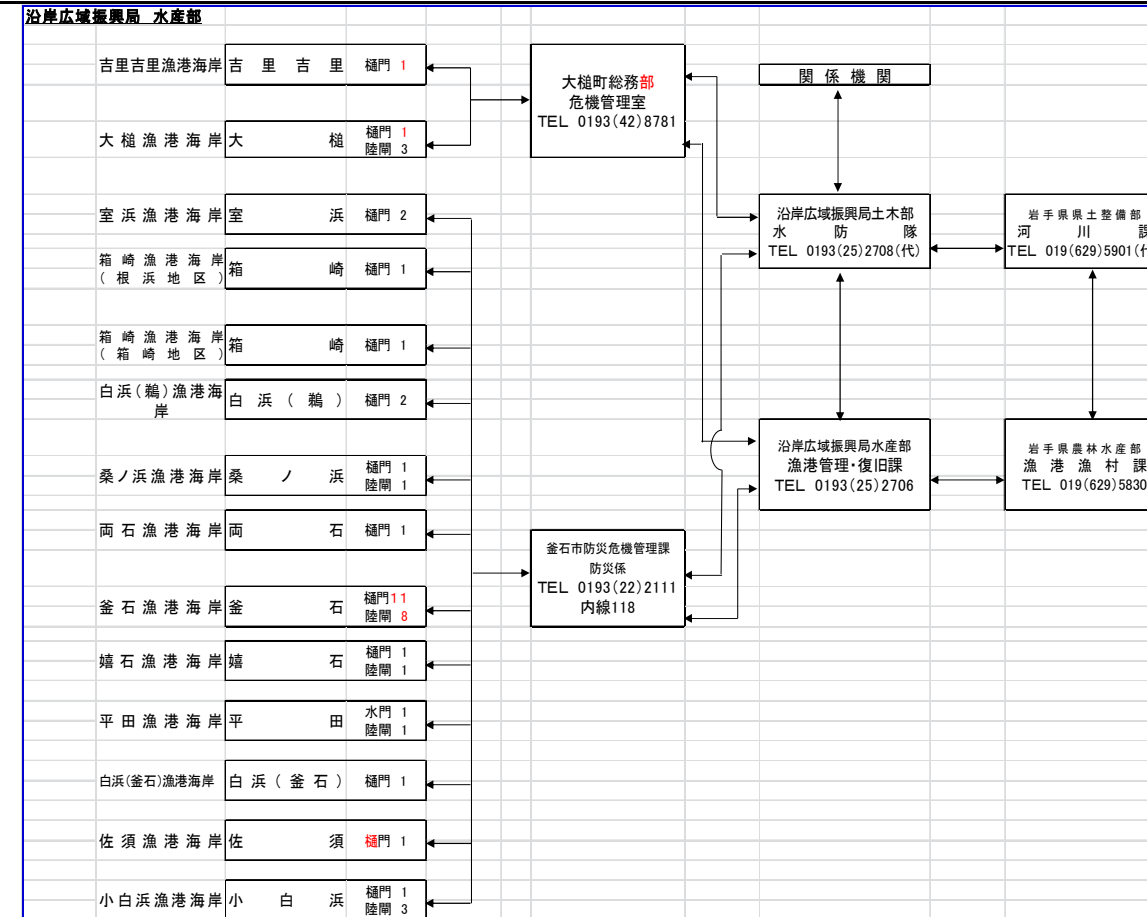 沿岸広域振興局 水産部
吉里吉里漁港海岸 吉里吉里 樋門 1
大槌町総務部
危機管理室
TEL 0193(42)8781
関係機関
大槌漁港海岸 大槌 樋門 1
陸閘 3
室浜漁港海岸 室浜 樋門 2
沿岸広域振興局土木部
水防隊
TEL 0193(25)2708(代)
岩手県県土整備部
河川課
TEL 019(629)5901(代
箱崎漁港海岸
(根浜地区)
箱崎 樋門 1
箱崎漁港海岸
(箱崎地区)
箱崎 樋門 1
白浜(鵜)漁港海
岸
白浜(鵜) 樋門 2
桑ノ浜漁港海岸 桑ノ浜 樋門 1
陸閘 1
沿岸広域振興局水産部
漁港管理・復旧課
TEL 0193(25)2706
岩手県農林水産部
漁港漁村課
TEL 019(629)5830
両石漁港海岸 両石 樋門 1
釜石市防災危機管理課
防災係
TEL 0193(22)2111
内線118
釜石漁港海岸 釜石 樋門11
陸閘 8
嬉石漁港海岸 嬉石 樋門 1
陸閘 1
平田漁港海岸 平田 水門 1
陸閘 1
白浜(釜石)漁港海岸 白浜(釜石) 樋門 1
佐須漁港海岸 佐須 樋門 1
小白浜漁港海岸 小白浜 樋門 1
陸閘 3